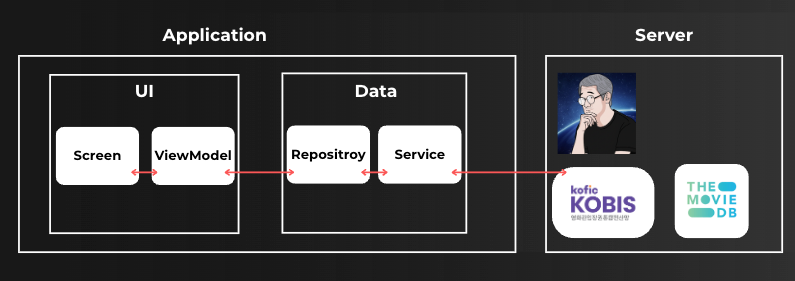 Application
Server
UI
Data
Screen
ViewModel
Repositroy
Service
kofic
KOBIS
영화관입장권통합전산망
THE
MOVIE
DB